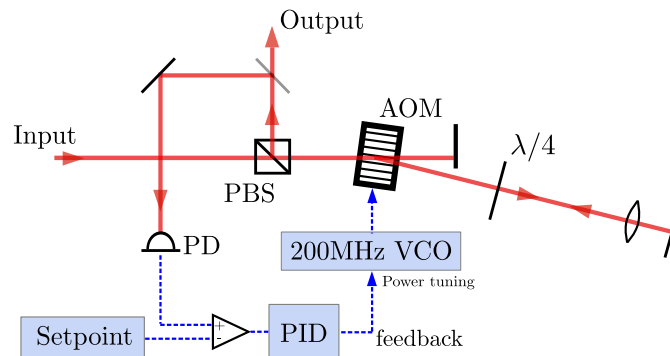 Output
AOM
Input
λ/4
PBS
PD
200MHz VCO
Power tuning
+
-
Setpoint
PID
feedback